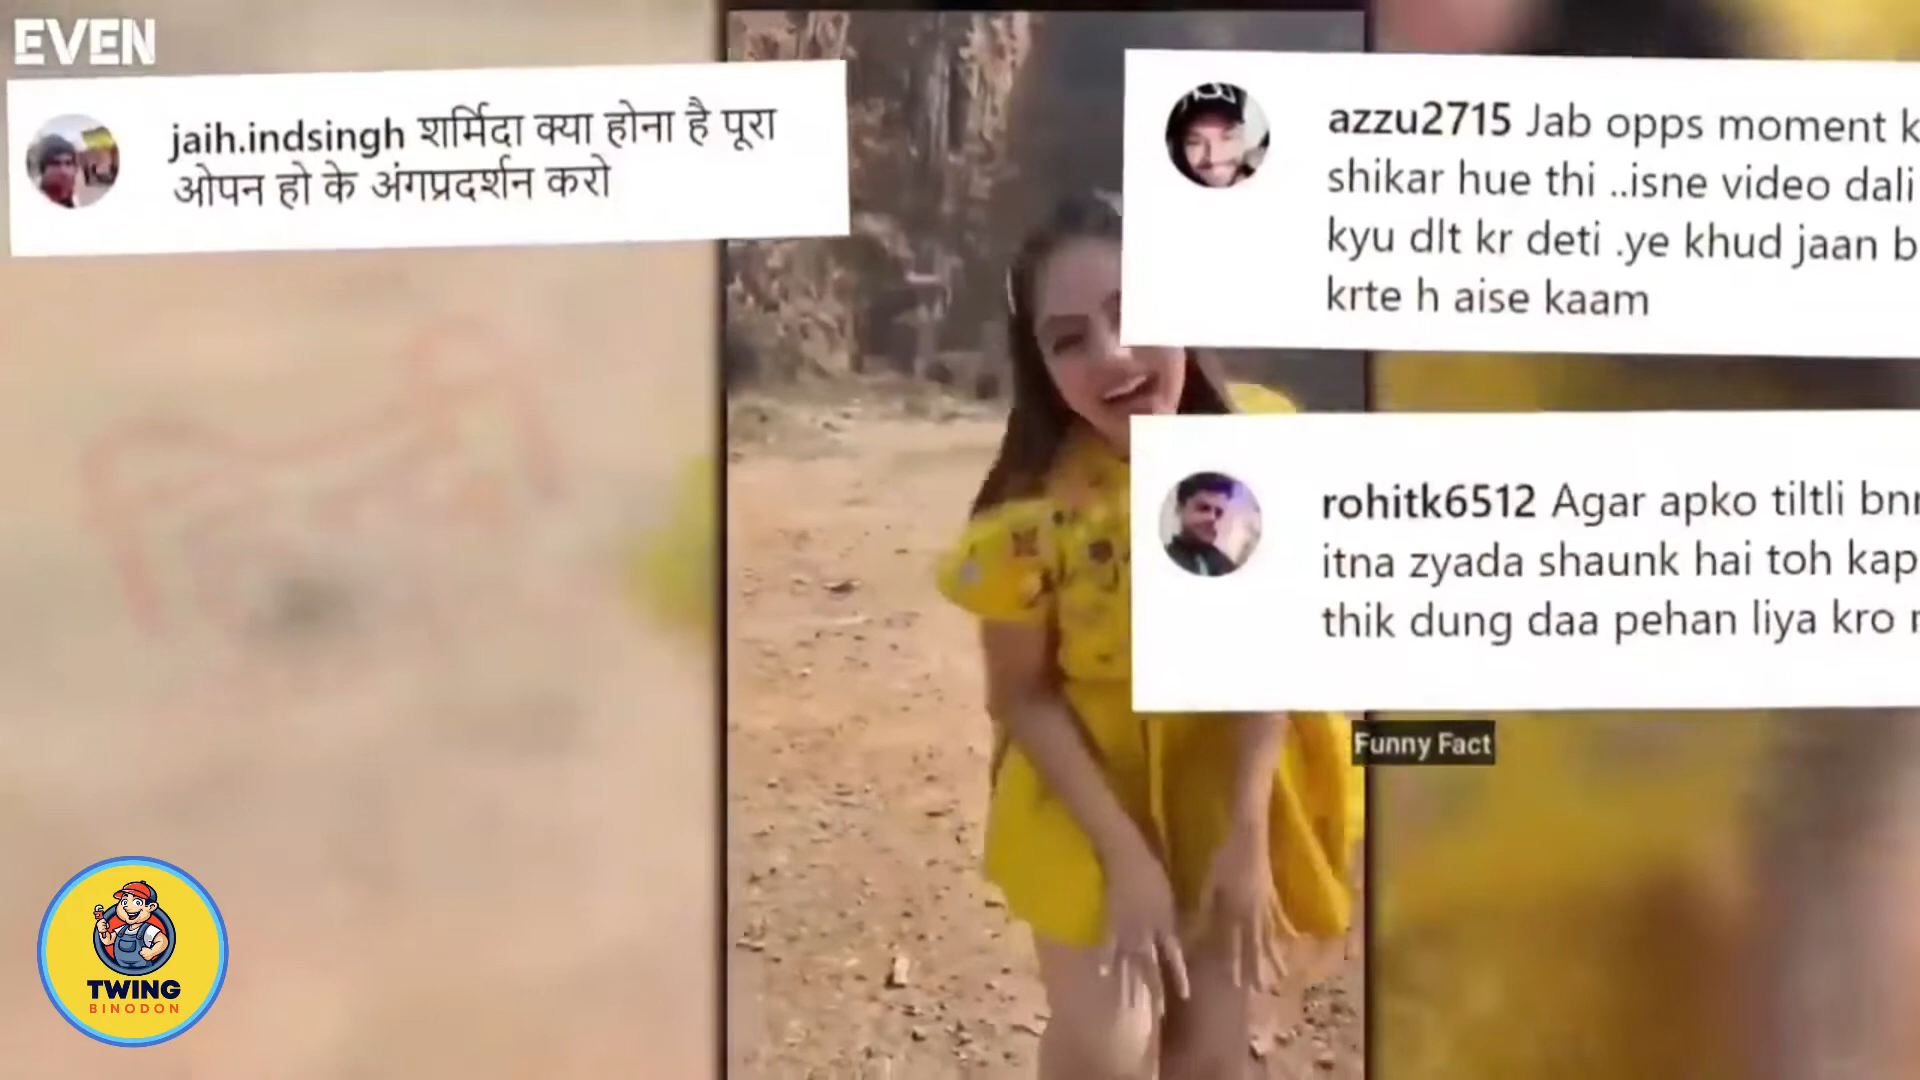 EVEN
jaih.indsingh शर्मिंदा क्या होना है पूरा
ओपन हो के अंगप्रदर्शन करो
azzu2715 Jab opps moment k
shikar hue thi ..isne video dali
kyu dlt kr deti .ye khud jaan b
krte h aise kaam
rohitk6512 Agar apko tiltli
itna zyada shaunk hai toh kap
thik dung daa pehan liya kro
Funny Fact
TWING
BINODON